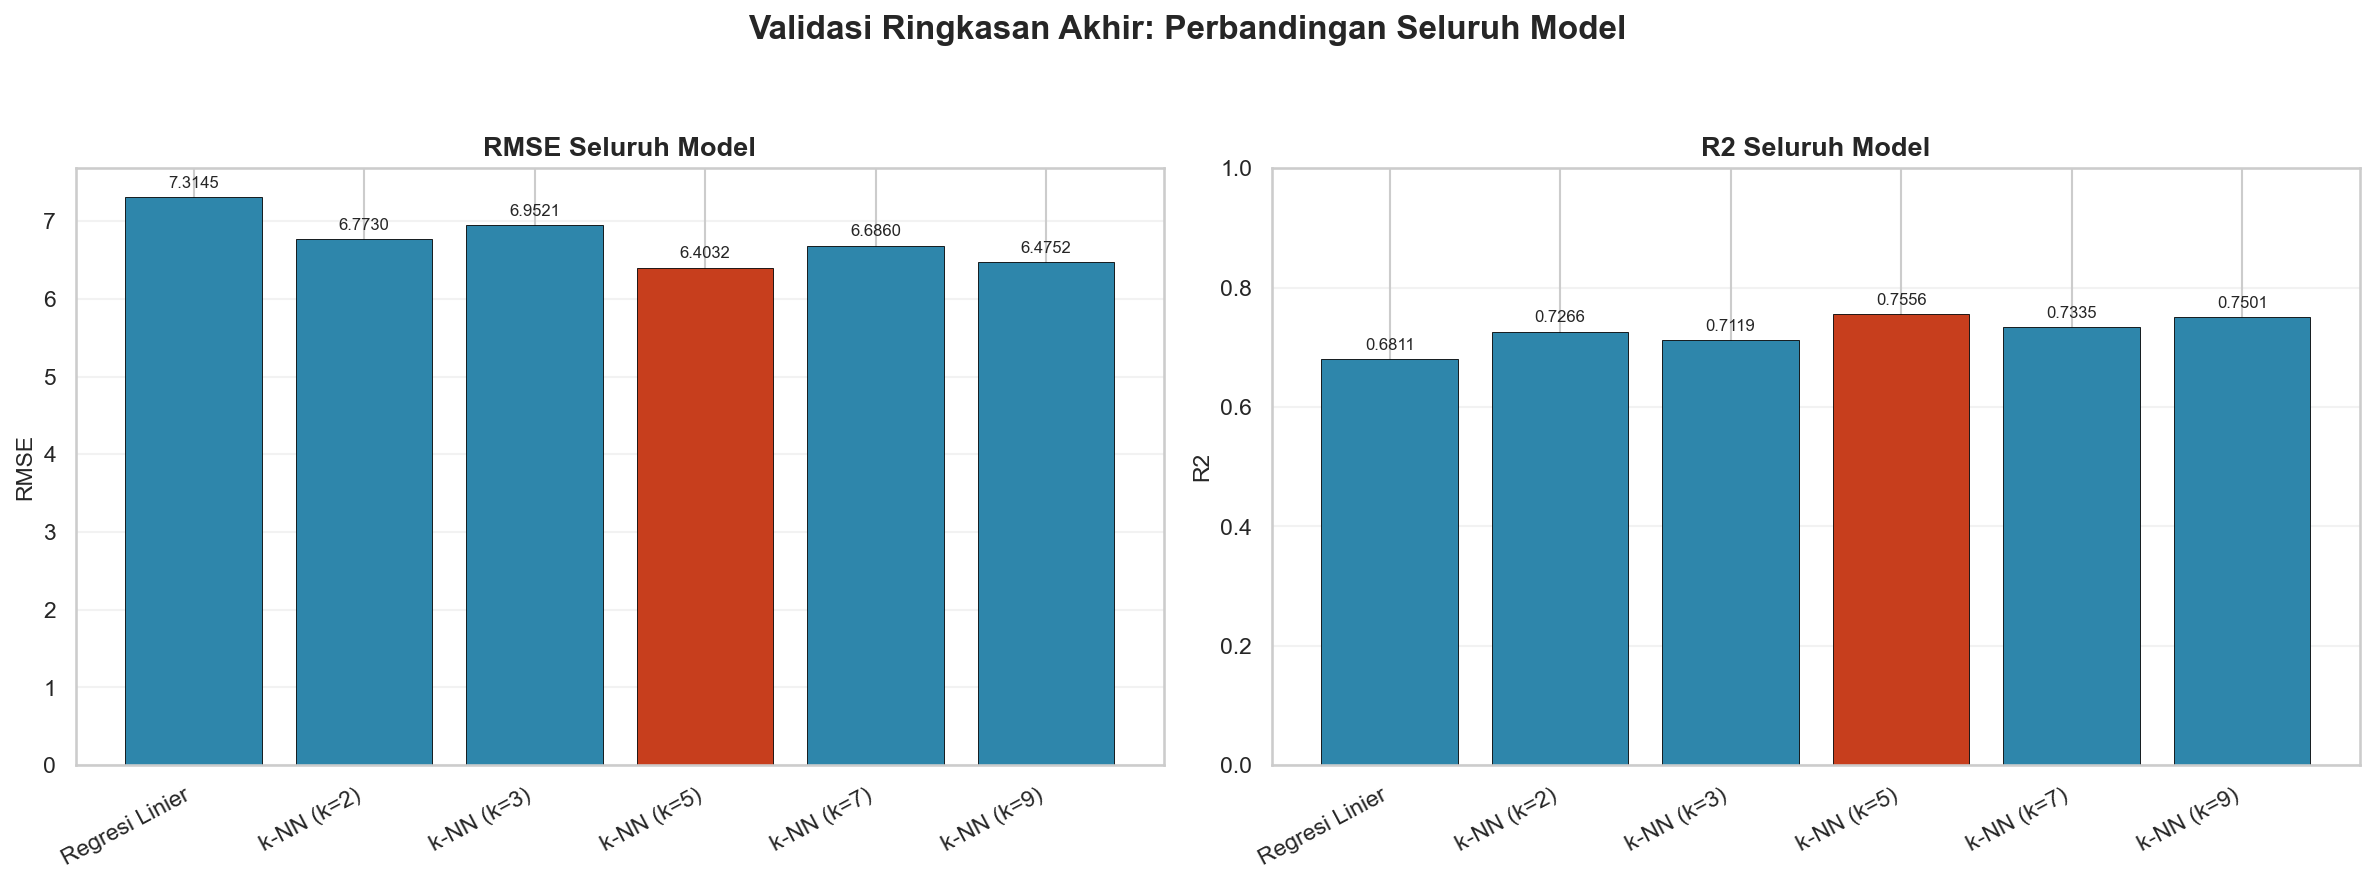 Validasi Ringkasan Akhir: Perbandingan Seluruh Model
RMSE Seluruh Model
RMSE
7
6
5
4
3
2
1
0
7.3145
6.7730
6.9521
6.4032
6.6860
6.4752
Regresi Linier
k-NN (k=2)
k-NN (k=3)
k-NN (k=5)
k-NN (k=7)
k-NN (k=9)
R2 Seluruh Model
R2
1.0
0.8
0.6
0.4
0.2
0.0
0.6811
0.7266
0.7119
0.7556
0.7335
0.7501
Regresi Linier
k-NN (k=2)
k-NN (k=3)
k-NN (k=5)
k-NN (k=7)
k-NN (k=9)